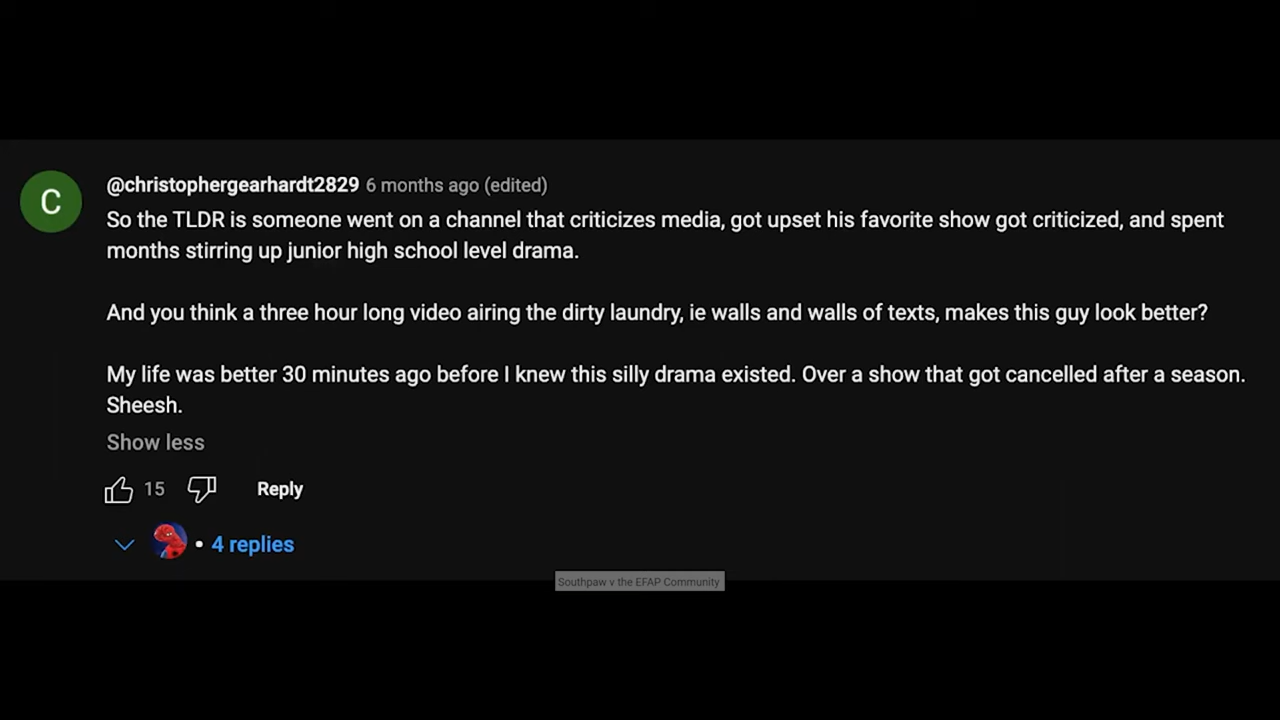 C
@christophergearhardt2829 6 months ago (edited)
So the TLDR is someone went on a channel that criticizes media, got upset his favorite show got criticized, and spent
months stirring up junior high school level drama.
And you think a three hour long video airing the dirty laundry, ie walls and walls of texts, makes this guy look better?
My life was better 30 minutes ago before I knew this silly drama existed. Over a show that got cancelled after a season.
Sheesh.
Show less
15 Reply
• 4 replies
Southpaw v the EFAP Community